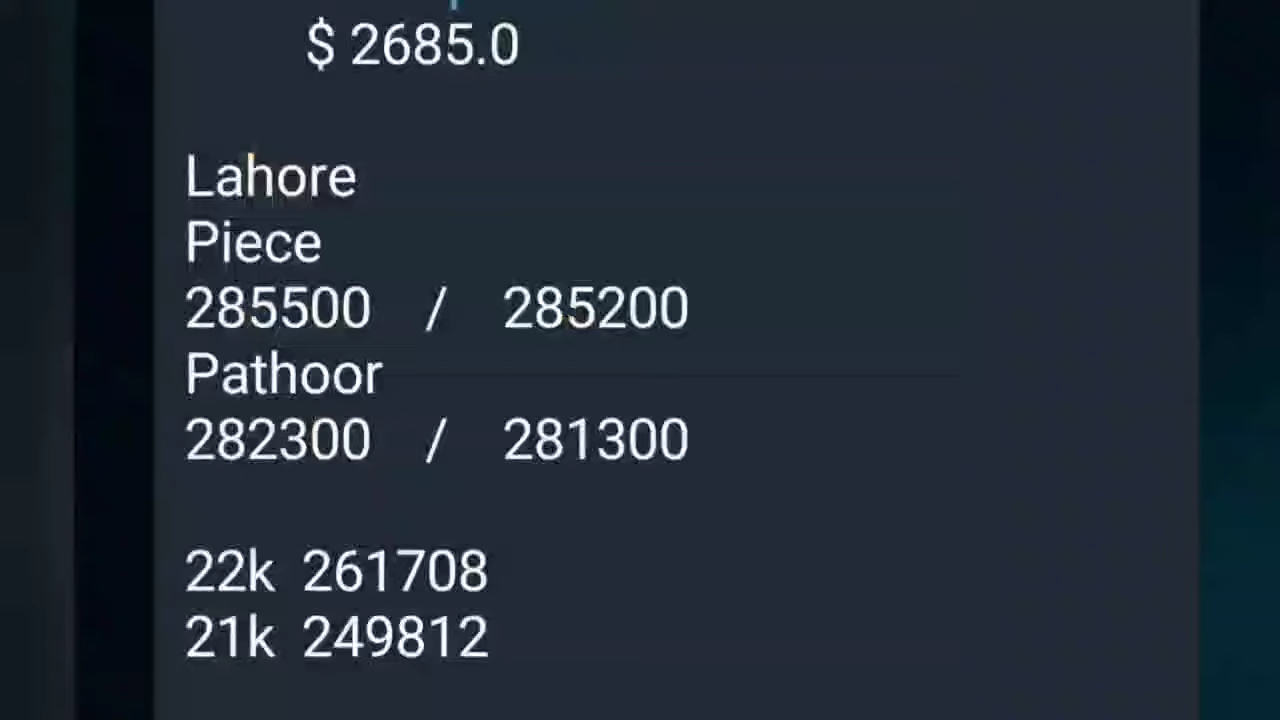 $ 2685.0
Lahore
Piece
285500 / 285200
Pathoor
282300 / 281300
22k 261708
21k 249812